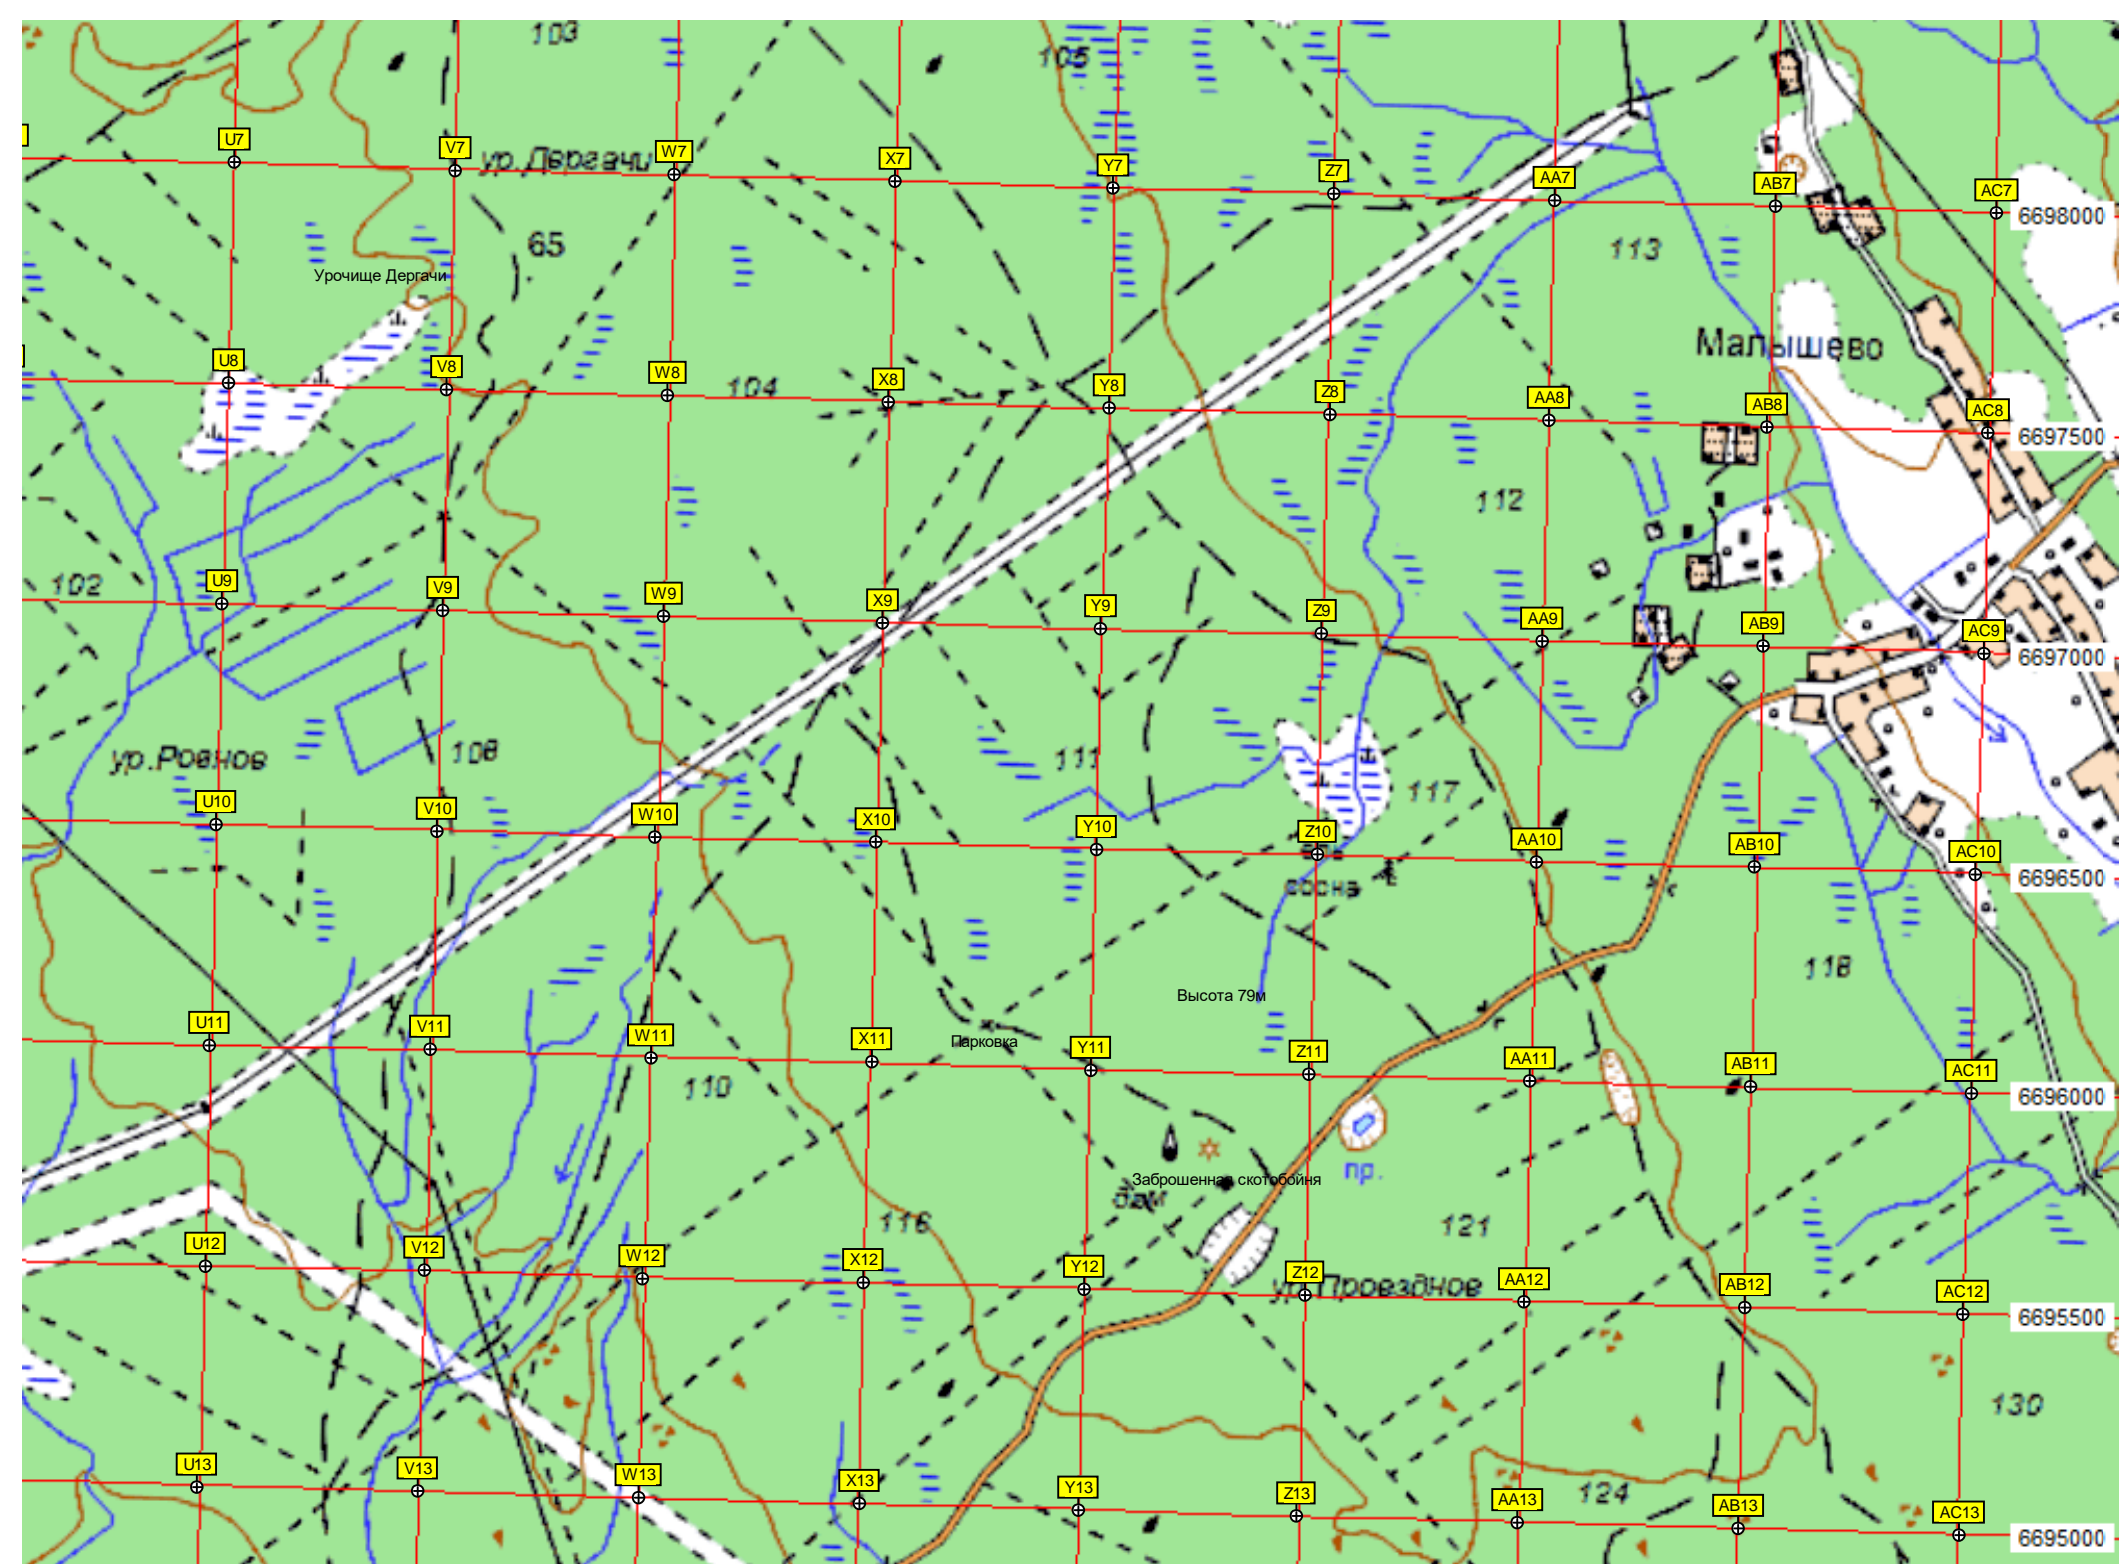 103
105
U7
V7
W7
X7
Y7
Z7
AA7
AB7
AC7
ур.Дергачи
6698000
65
113
Урочище Дергачи
Малышево
U8
V8
W8
X8
Y8
Z8
AA8
AB8
AC8
104
6697500
112
102
U9
V9
W9
X9
Y9
Z9
AA9
AB9
AC9
6697000
ур.Ровнов
108
111
117
U10
V10
W10
X10
Y10
Z10
AA10
AB10
AC10
6696500
сосна
118
Высота 79м
U11
V11
W11
X11
Y11
Z11
AA11
AB11
AC11
Парковка
110
6696000
пр.
Заброшенная скотобойня
116
121
U12
V12
W12
X12
Y12
Z12
AA12
AB12
AC12
ур.Проездное
6695500
130
U13
V13
W13
X13
Y13
Z13
AA13
AB13
AC13
124
6695000